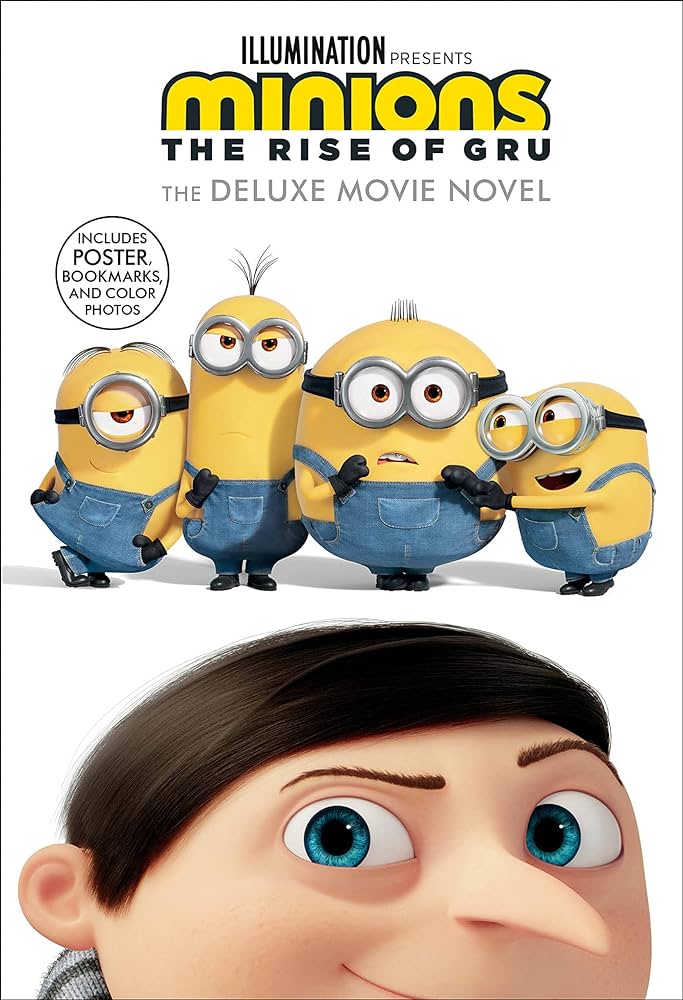 ILLUMINATION PRESENTS
minions
THE RISE OF GRU
THE DELUXE MOVIE NOVEL
INCLUDES
POSTER,
BOOKMARKS,
AND COLOR
PHOTOS